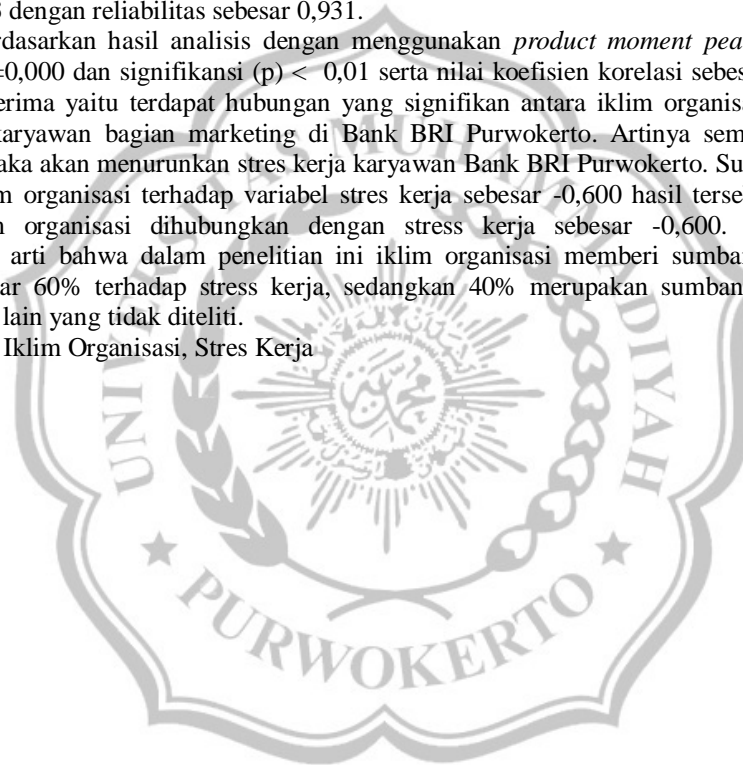 dengan reliabilitas sebesar 0,931.
dasarkan hasil analisis dengan menggunakan product moment pea
=0,000 dan signifikansi (p) < 0,01 serta nilai koefisien korelasi sebes
erima yaitu terdapat hubungan yang signifikan antara iklim organisa
karyawan bagian marketing di Bank BRI Purwokerto. Artinya sem
aka akan menurunkan stres kerja karyawan Bank BRI Purwokerto. Su
m organisasi terhadap variabel stres kerja sebesar -0,600 hasil terse
organisasi dihubungkan dengan stress kerja sebesar -0,600.
arti bahwa dalam penelitian ini iklim organisasi memberi sumba
ar 60% terhadap stress kerja, sedangkan 40% merupakan sumban
lain yang tidak diteliti.
Iklim Organisasi, Stres Kerja
UNIVERSITAS MUHAMMADIYAH
PURWOKERTO